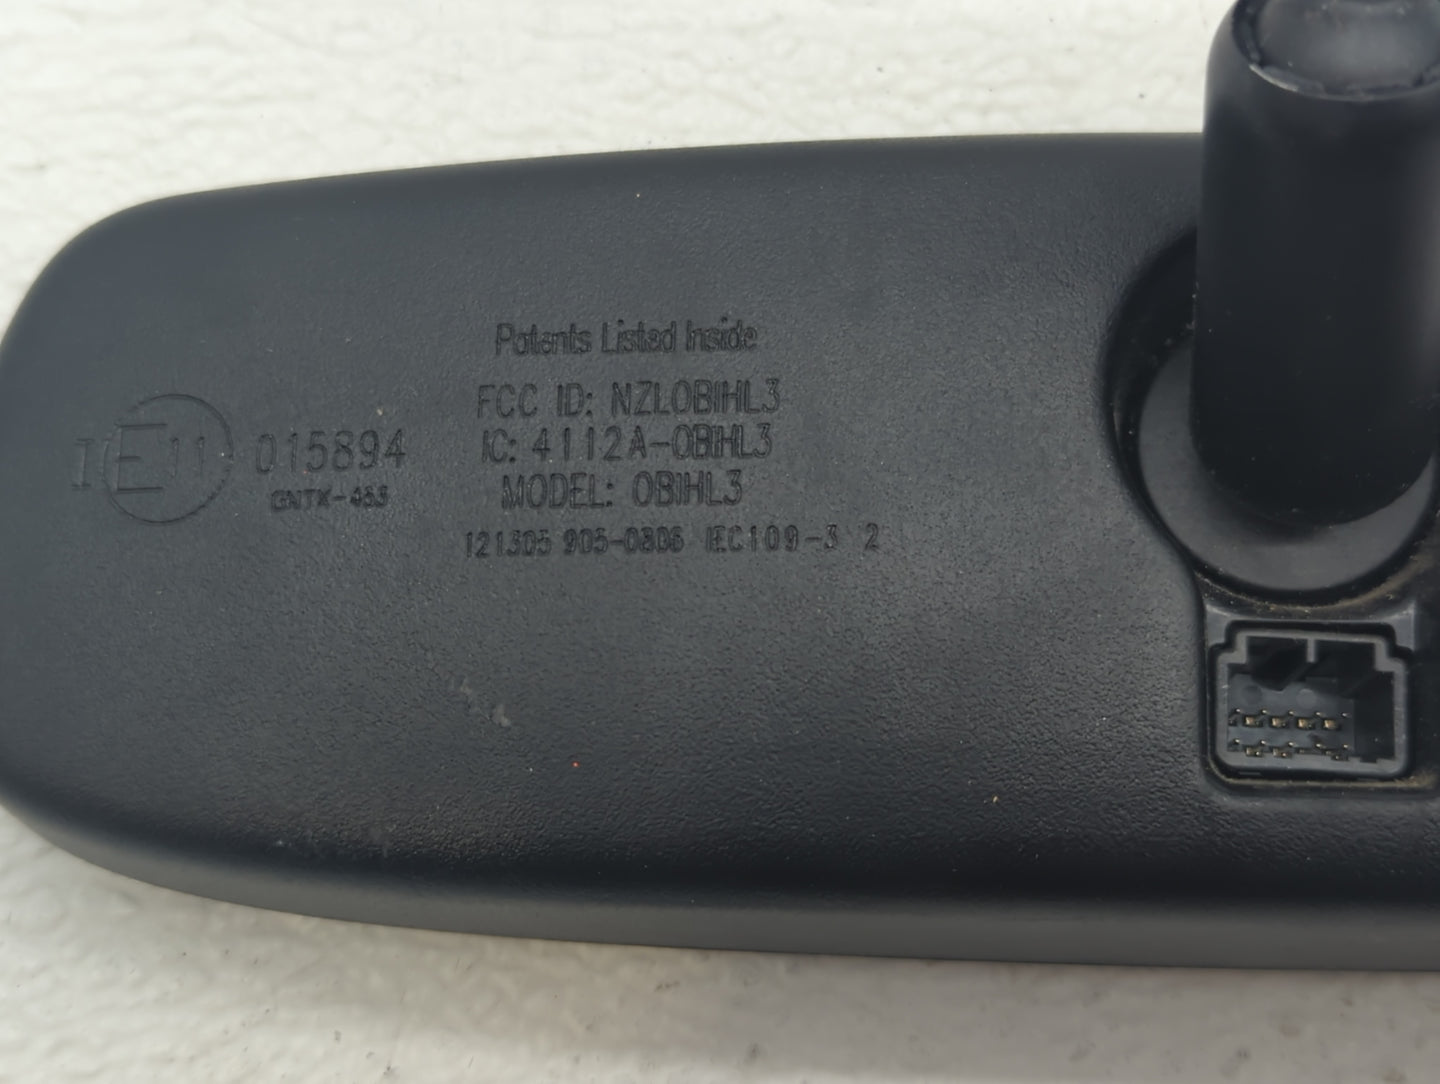 Patents Listed Inside
FCC ID: NZLOBIHL3
IC: 4112A-OBIHL3
MODEL: OBIHL3
I E11 015894
GNTX-453
121305 905-0806 IEC109-3 2